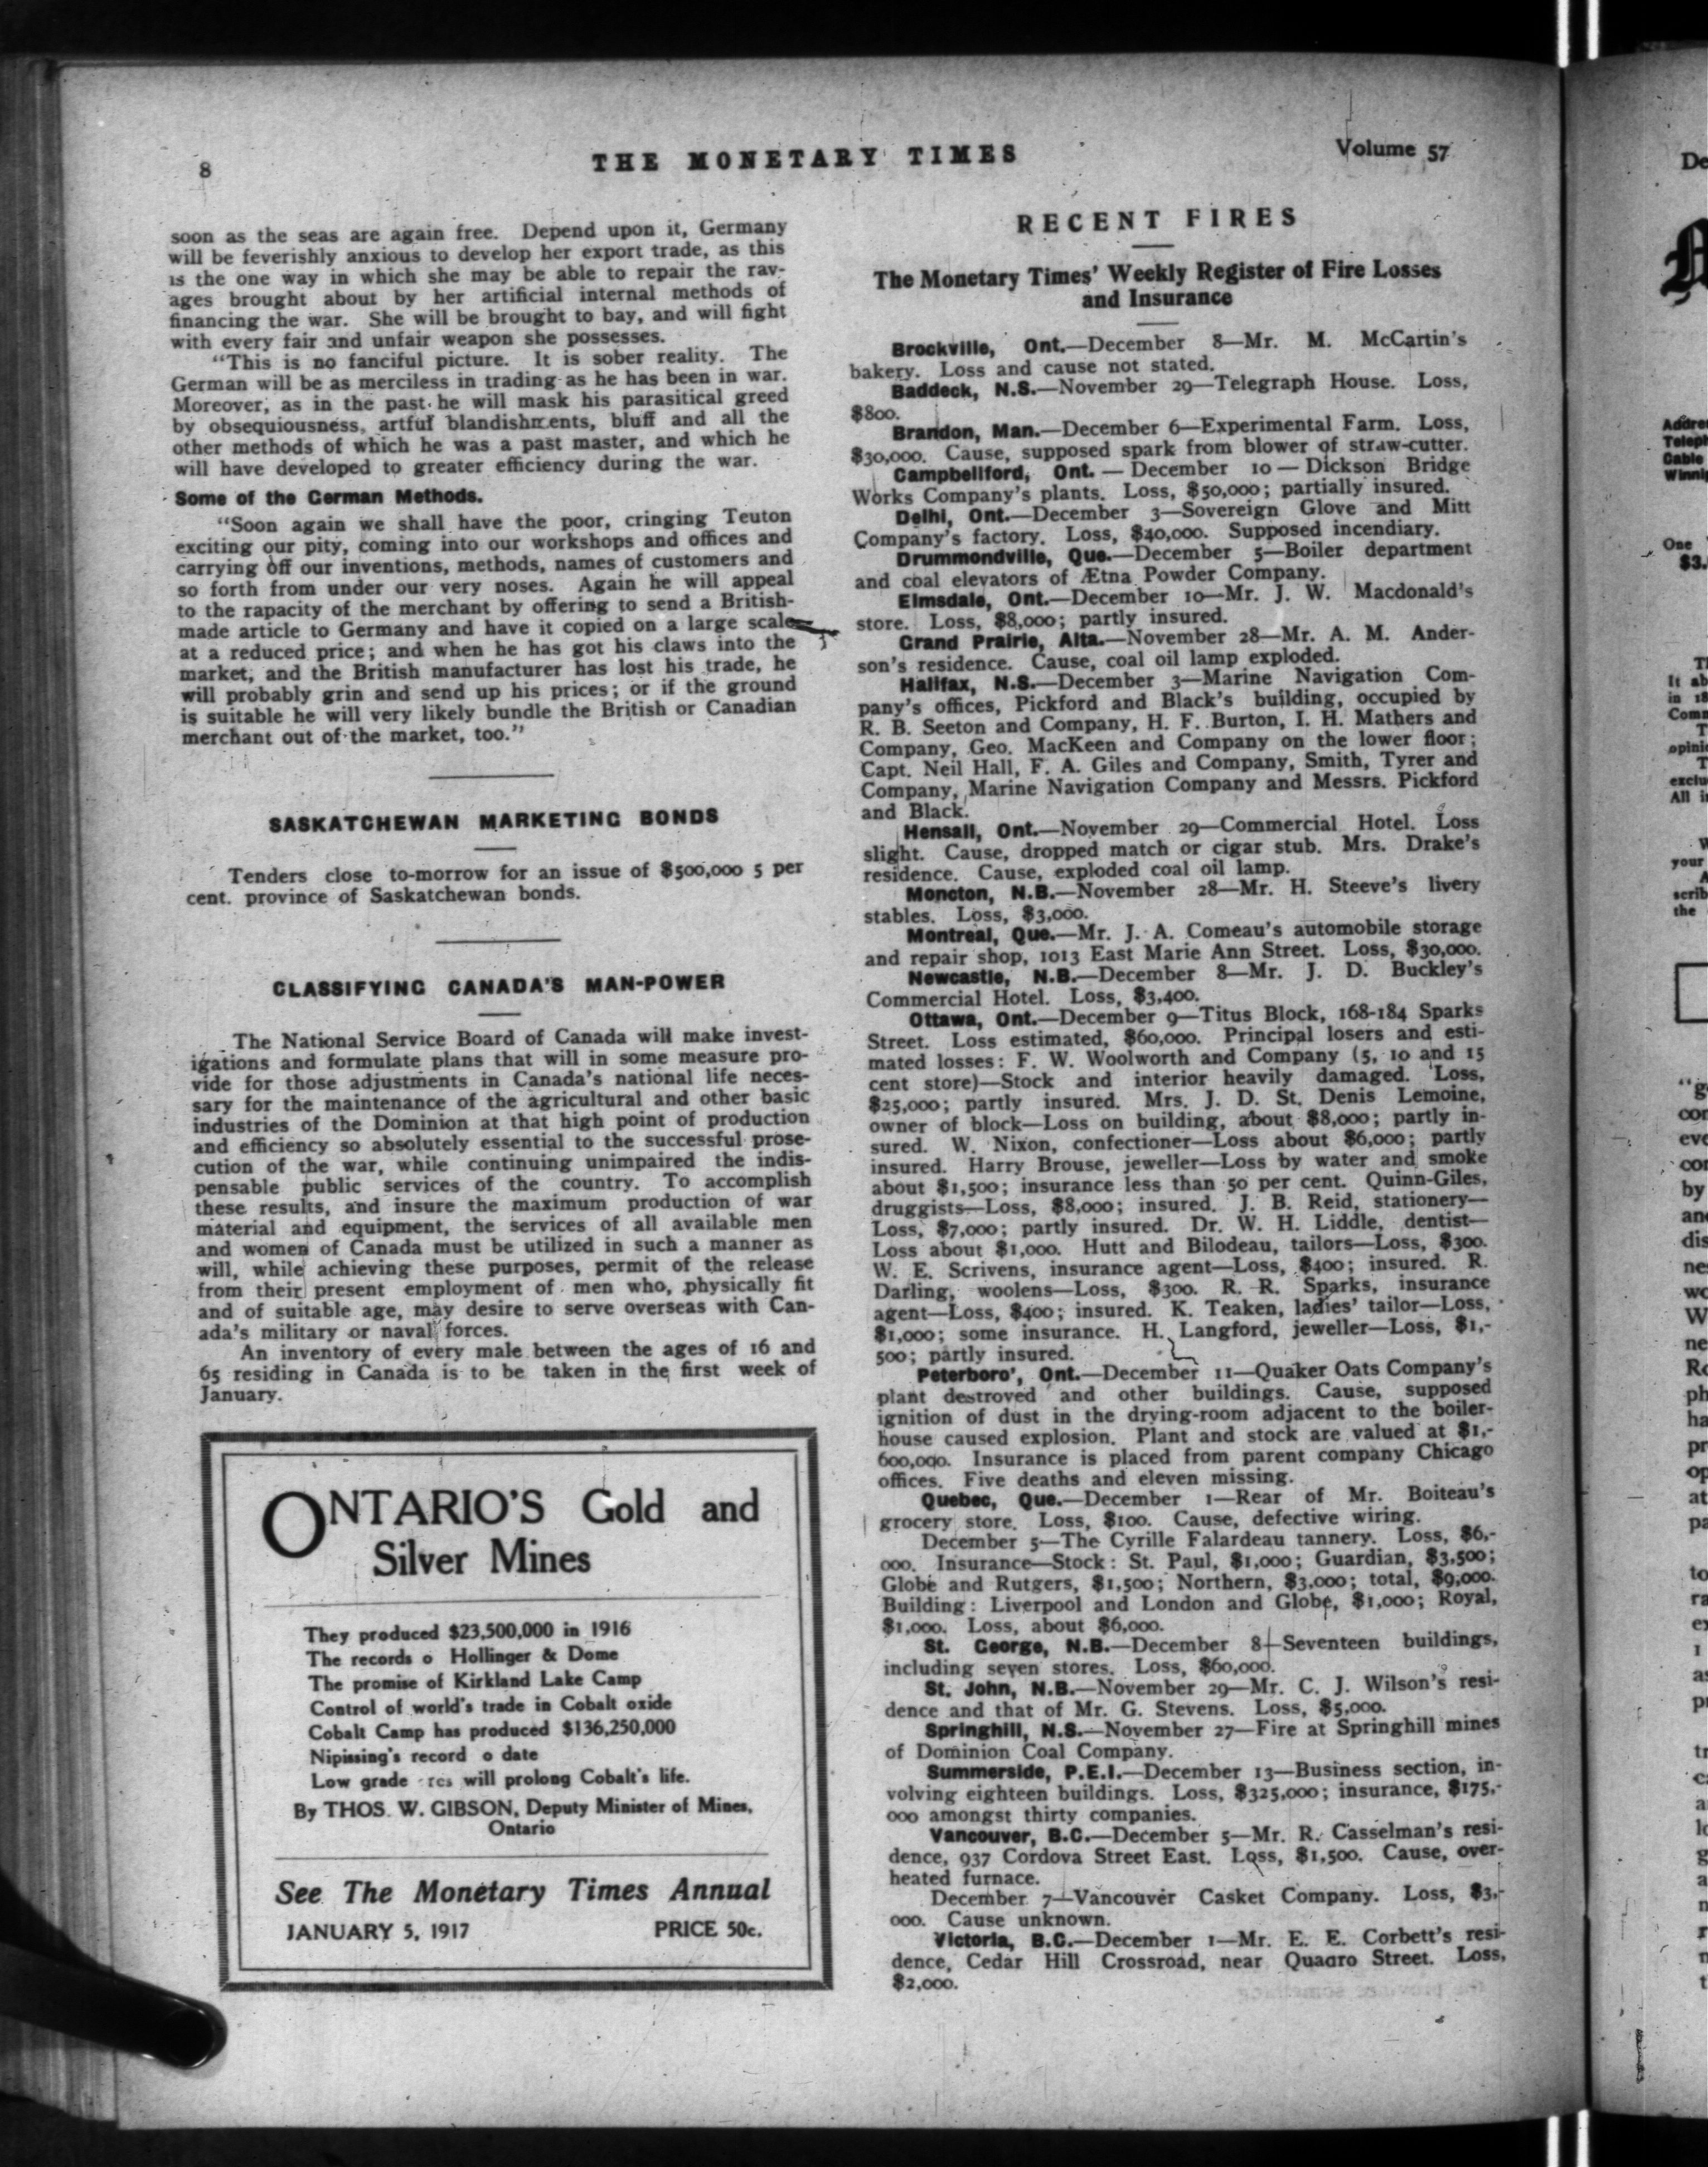 8
THE MONETARY TIMES
Volume 57
soon as the seas are again free. Depend upon it, Germany
will be feverishly anxious to develop her export trade, as this
is the one way in which she may be able to repair the rav-
ages brought about by her artificial internal methods of
financing the war. She will be brought to bay, and will fight
with every fair and unfair weapon she possesses.
"This is no fanciful picture. It is sober reality. The
German will be as merciless in trading as he has been in war.
Moreover, as in the past he will mask his parasitical greed
by obsequiousness, artful blandishments, bluff and all the
other methods of which he was a past master, and which he
will have developed to greater efficiency during the war.
Some of the German Methods.
"Soon again we shall have the poor, cringing Teuton
exciting our pity, coming into our workshops and offices and
carrying off our inventions, methods, names of customers and
so forth from under our very noses. Again he will appeal
to the rapacity of the merchant by offering to send a British-
made article to Germany and have it copied on a large scale
at a reduced price; and when he has got his claws into the
market, and the British manufacturer has lost his trade, he
will probably grin and send up his prices; or if the ground
is suitable he will very likely bundle the British or Canadian
merchant out of the market, too."
SASKATCHEWAN MARKETING BONDS
Tenders close to-morrow for an issue of $500,000 5 per
cent. province of Saskatchewan bonds.
CLASSIFYING CANADA'S MAN-POWER
The National Service Board of Canada will make invest-
igations and formulate plans that will in some measure pro-
vide for those adjustments in Canada's national life neces-
sary for the maintenance of the agricultural and other basic
industries of the Dominion at that high point of production
and efficiency so absolutely essential to the successful prose-
cution of the war, while continuing unimpaired the indis-
pensable public services of the country. To accomplish
these results, and insure the maximum production of war
material and equipment, the services of all available men
and women of Canada must be utilized in such a manner as
will, while achieving these purposes, permit of the release
from their present employment of men who, physically fit
and of suitable age, may desire to serve overseas with Can-
ada's military or naval forces.
An inventory of every male between the ages of 16 and
65 residing in Canada is to be taken in the first week of
January.
ONTARIO'S Gold and
Silver Mines
They produced $23,500,000 in 1916
The records o Hollinger & Dome
The promise of Kirkland Lake Camp
Control of world's trade in Cobalt oxide
Cobalt Camp has produced $136,250,000
Nipissing's record o date
Low grade res will prolong Cobalt's life.
By THOS. W. GIBSON, Deputy Minister of Mines,
Ontario
See The Monetary Times Annual
JANUARY 5, 1917 PRICE 50c.
RECENT FIRES
The Monetary Times' Weekly Register of Fire Losses
and Insurance
Brockville, Ont.—December 8—Mr. M. McCartin's
bakery. Loss and cause not stated.
Baddeck, N.S.—November 29—Telegraph House. Loss,
$800.
Brandon, Man.—December 6—Experimental Farm. Loss,
$30,000. Cause, supposed spark from blower of straw-cutter.
Campbellford, Ont. — December 10 — Dickson Bridge
Works Company's plants. Loss, $50,000; partially insured.
Delhi, Ont.—December 3—Sovereign Glove and Mitt
Company's factory. Loss, $40,000. Supposed incendiary.
Drummondville, Que.—December 5—Boiler department
and coal elevators of Ætna Powder Company.
Elmsdale, Ont.—December 10—Mr. J. W. Macdonald's
store. Loss, $8,000; partly insured.
Grand Prairie, Alta.—November 28—Mr. A. M. Ander-
son's residence. Cause, coal oil lamp exploded.
Halifax, N.S.—December 3—Marine Navigation Com-
pany's offices, Pickford and Black's building, occupied by
R. B. Seeton and Company, H. F. Burton, I. H. Mathers and
Company, Geo. MacKeen and Company on the lower floor;
Capt. Neil Hall, F. A. Giles and Company, Smith, Tyrer and
Company, Marine Navigation Company and Messrs. Pickford
and Black.
Hensall, Ont.—November 29—Commercial Hotel. Loss
slight. Cause, dropped match or cigar stub. Mrs. Drake's
residence. Cause, exploded coal oil lamp.
Moncton, N.B.—November 28—Mr. H. Steeve's livery
stables. Loss, $3,000.
Montreal, Que.—Mr. J. A. Comeau's automobile storage
and repair shop, 1013 East Marie Ann Street. Loss, $30,000.
Newcastle, N.B.—December 8—Mr. J. D. Buckley's
Commercial Hotel. Loss, $3,400.
Ottawa, Ont.—December 9—Titus Block, 168-184 Sparks
Street. Loss estimated, $60,000. Principal losers and esti-
mated losses: F. W. Woolworth and Company (5, 10 and 15
cent store)—Stock and interior heavily damaged. Loss,
$25,000; partly insured. Mrs. J. D. St. Denis Lemoine,
owner of block—Loss on building, about $8,000; partly in-
sured. W. Nixon, confectioner—Loss about $6,000; partly
insured. Harry Brouse, jeweller—Loss by water and smoke
about $1,500; insurance less than 50 per cent. Quinn-Giles,
druggists—Loss, $8,000; insured. J. B. Reid, stationery—
Loss, $7,000; partly insured. Dr. W. H. Liddle, dentist—
Loss about $1,000. Hutt and Bilodeau, tailors—Loss, $300.
W. E. Scrivens, insurance agent—Loss, $400; insured. R.
Darling, woolens—Loss, $300. R. R. Sparks, insurance
agent—Loss, $400; insured. K. Teaken, ladies' tailor—Loss,
$1,000; some insurance. H. Langford, jeweller—Loss, $1,-
500; partly insured.
Peterboro', Ont.—December 11—Quaker Oats Company's
plant destroyed and other buildings. Cause, supposed
ignition of dust in the drying-room adjacent to the boiler-
house caused explosion. Plant and stock are valued at $1,-
600,000. Insurance is placed from parent company Chicago
offices. Five deaths and eleven missing.
Quebec, Que.—December 1—Rear of Mr. Boiteau's
grocery store. Loss, $100. Cause, defective wiring.
December 5—The Cyrille Falardeau tannery. Loss, $6,-
000. Insurance—Stock: St. Paul, $1,000; Guardian, $3,500;
Globe and Rutgers, $1,500; Northern, $3,000; total, $9,000.
Building: Liverpool and London and Globe, $1,000; Royal,
$1,000. Loss, about $6,000.
St. George, N.B.—December 8—Seventeen buildings,
including seven stores. Loss, $60,000.
St. John, N.B.—November 29—Mr. C. J. Wilson's resi-
dence and that of Mr. G. Stevens. Loss, $5,000.
Springhill, N.S.—November 27—Fire at Springhill mines
of Dominion Coal Company.
Summerside, P.E.I.—December 13—Business section, in-
volving eighteen buildings. Loss, $325,000; insurance, $175,-
000 amongst thirty companies.
Vancouver, B.C.—December 5—Mr. R. Casselman's resi-
dence, 937 Cordova Street East. Loss, $1,500. Cause, over-
heated furnace.
December 7—Vancouver Casket Company. Loss, $3,-
000. Cause unknown.
Victoria, B.C.—December 1—Mr. E. E. Corbett's resi-
dence, Cedar Hill Crossroad, near Quadro Street. Loss,
$2,000.